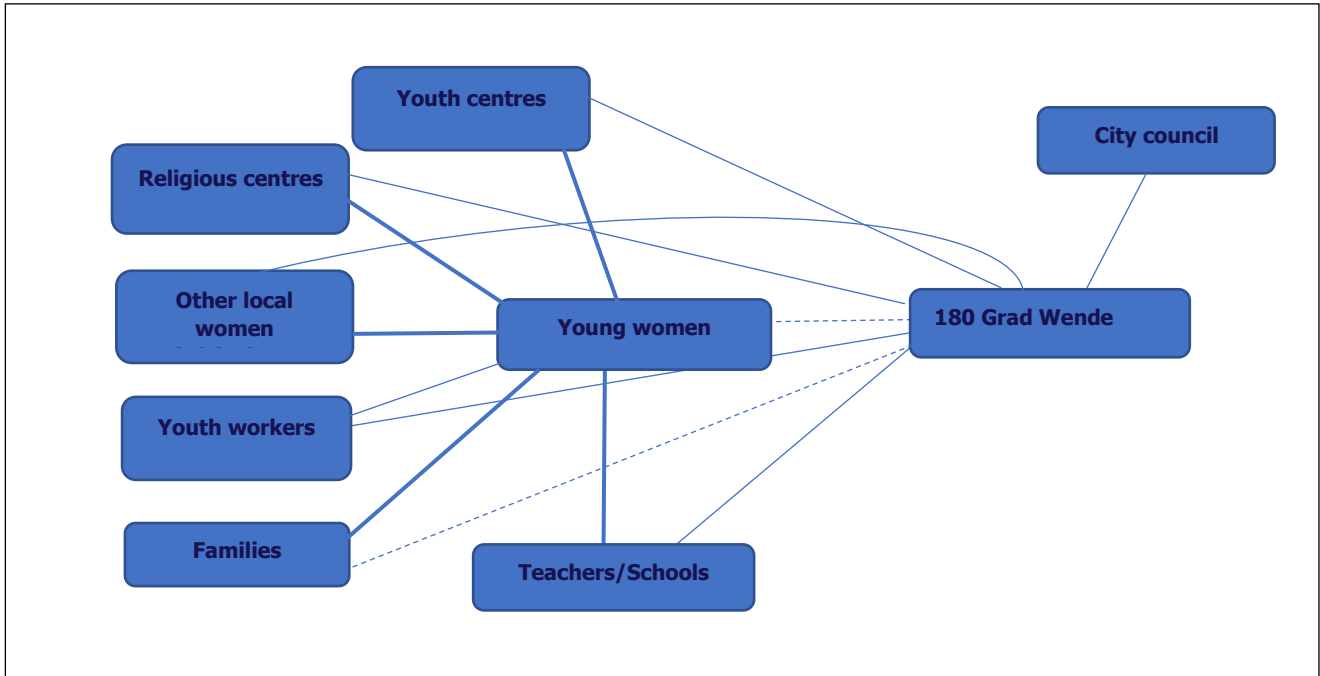 Youth centres
City council
Religious centres
Other local
women
180 Grad Wende
Young women
Youth workers
Families
Teachers/Schools